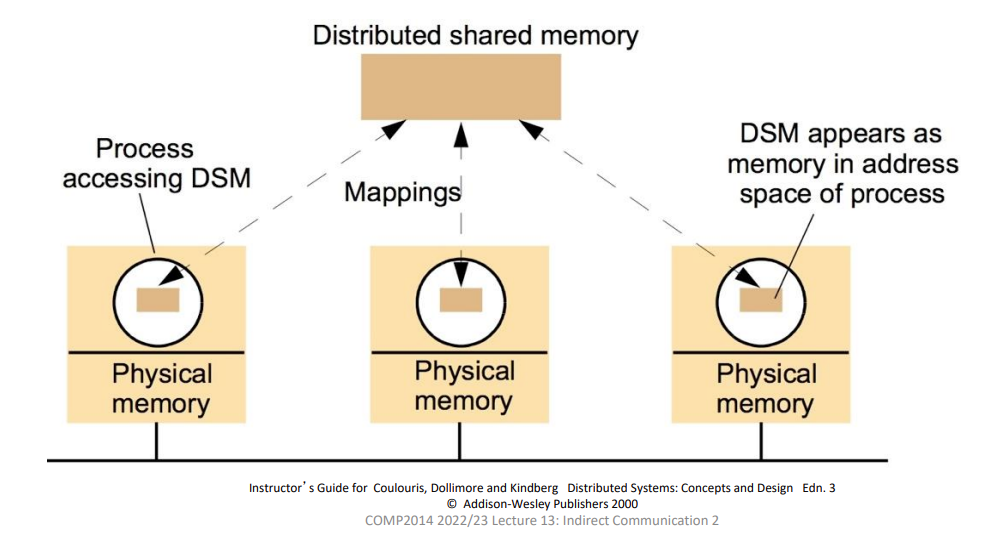 Distributed shared memory
Process
accessing DSM
Mappings
DSM appears as
memory in address
space of process
Physical
memory
Physical
memory
Physical
memory
Instructor’s Guide for Coulouris, Dollimore and Kindberg Distributed Systems: Concepts and Design Edn. 3
© Addison-Wesley Publishers 2000
COMP2014 2022/23 Lecture 13: Indirect Communication 2